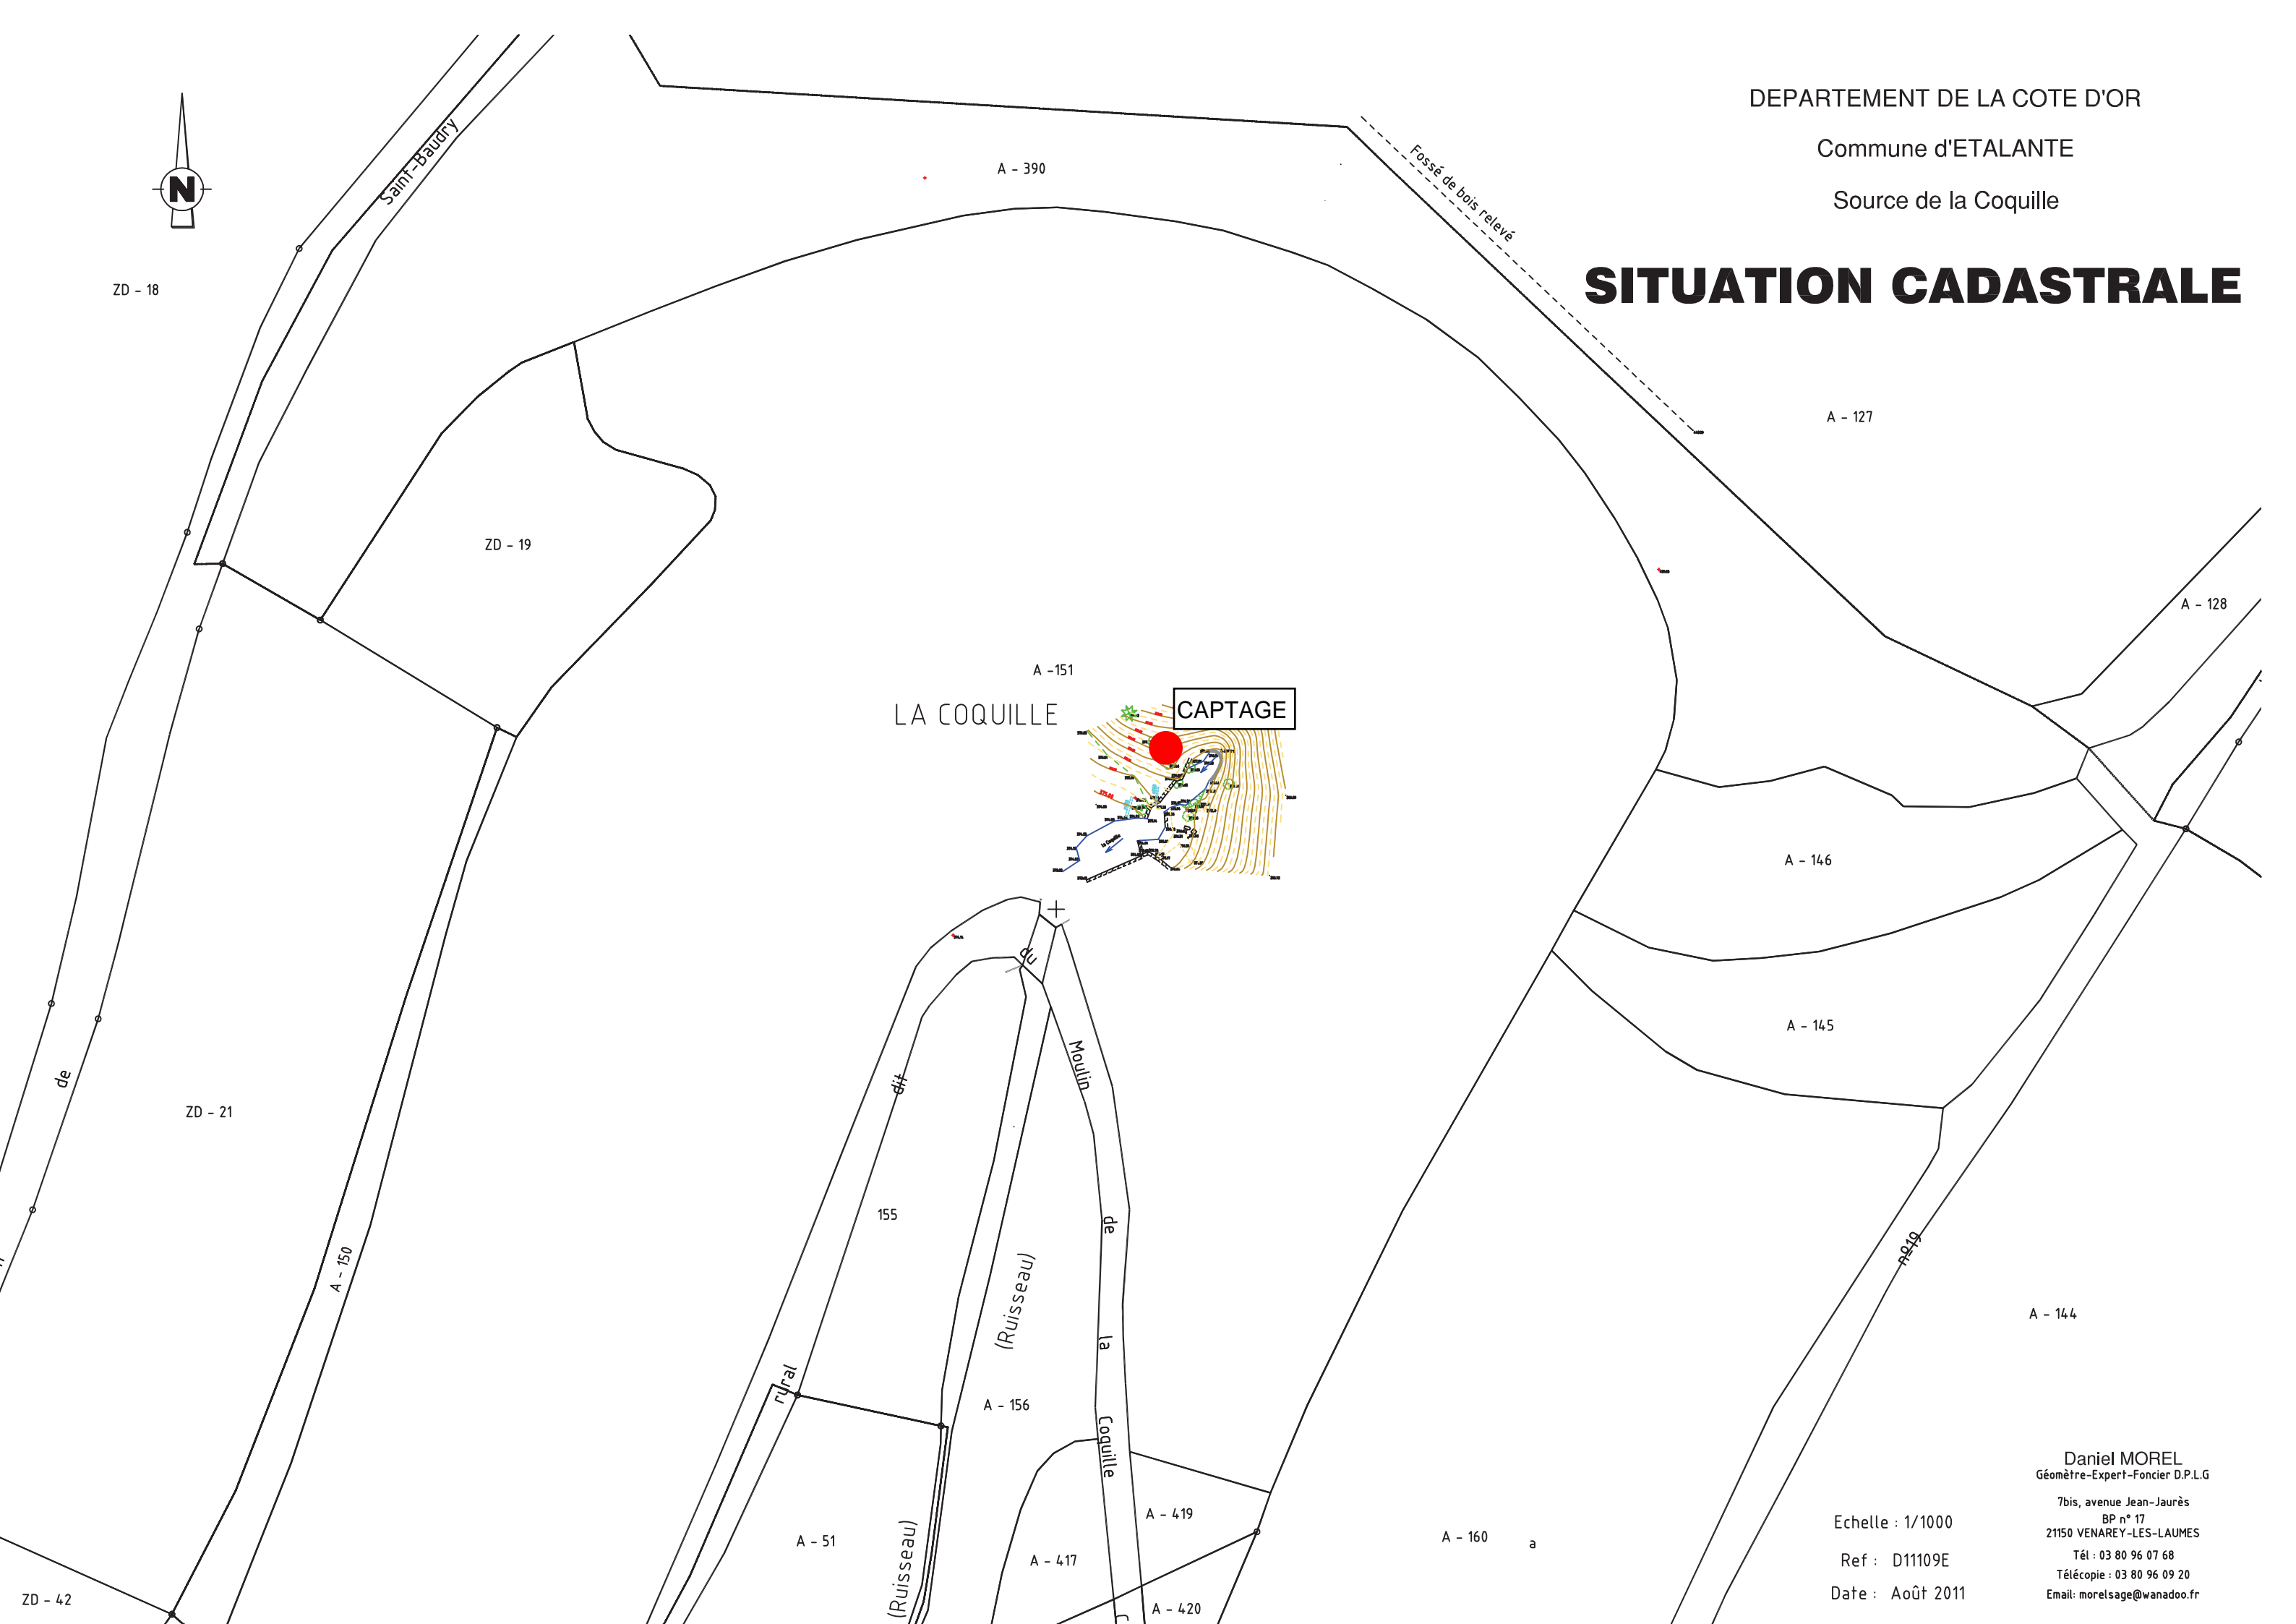 DEPARTEMENT DE LA COTE D'OR
Commune d'ETALANTE
Source de la Coquille
SITUATION CADASTRALE
N
Saint-Baudry
A - 390
Fossé de bois relevé
ZD - 18
A - 127
ZD - 19
A - 128
A -151
LA COQUILLE
CAPTAGE
La Coquille
A - 146
du
A - 145
Moulin
de
dit
ZD - 21
155
de
nº19
A - 150
(Ruisseau)
la
A - 144
rural
A - 156
Coquille
A - 419
A - 51
A - 417
A - 160
a
(Ruisseau)
ZD - 42
A - 420
Daniel MOREL
Géomètre-Expert-Foncier D.P.L.G
7bis, avenue Jean-Jaurès
BP n° 17
21150 VENAREY-LES-LAUMES
Tél : 03 80 96 07 68
Télécopie : 03 80 96 09 20
Email: morelsage@wanadoo.fr
Echelle : 1/1000
Ref : D11109E
Date : Août 2011